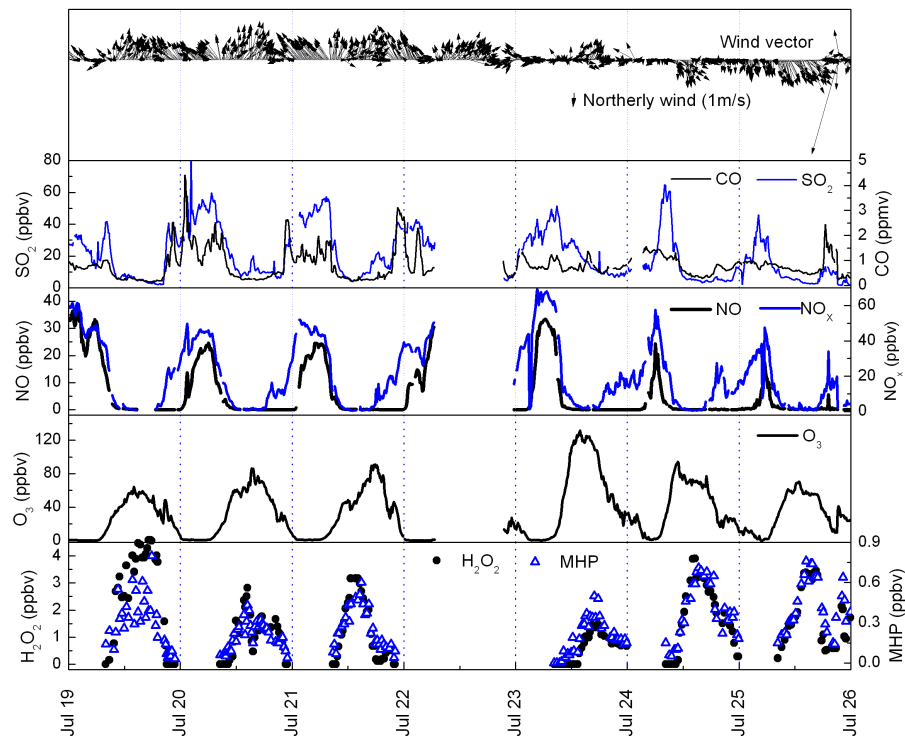 Wind vector
Northerly wind (1m/s)
80
60
40
20
0
SO2 (ppbv)
CO
SO2
5
4
3
2
1
0
CO (ppmv)
40
30
20
10
0
NO (ppbv)
NO
NOX
60
40
20
0
NOx (ppbv)
120
80
40
0
O3 (ppbv)
O3
4
3
2
1
0
H2O2 (ppbv)
H2O2
MHP
0.9
0.6
0.3
0.0
MHP (ppbv)
Jul 19
Jul 20
Jul 21
Jul 22
Jul 23
Jul 24
Jul 25
Jul 26